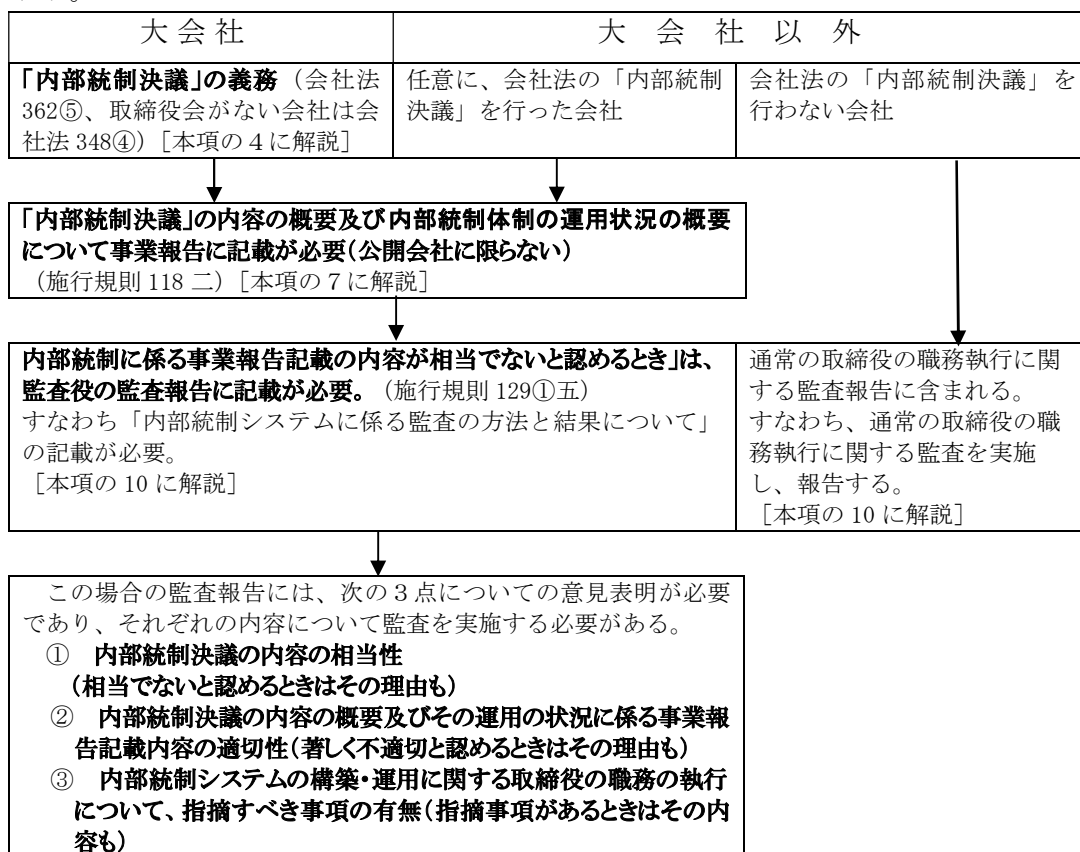 大会社
大会社以外
「内部統制決議」の義務（会社法
362⑤、取締役会がない会社は会
社法 348④）［本項の４に解説］
任意に、会社法の「内部統制
決議」を行った会社
会社法の「内部統制決議」を
行わない会社
「内部統制決議」の内容の概要及び内部統制体制の運用状況の概要
について事業報告に記載が必要（公開会社に限らない）
（施行規則 118 二）［本項の７に解説］
内部統制に係る事業報告記載の内容が相当でないと認めるとき」は、
監査役の監査報告に記載が必要。（施行規則 129①五）
すなわち「内部統制システムに係る監査の方法と結果について」
の記載が必要。
［本項の 10 に解説］
通常の取締役の職務執行に関
する監査報告に含まれる。
すなわち、通常の取締役の職
務執行に関する監査を実施
し、報告する。
［本項の 10 に解説］
この場合の監査報告には、次の３点についての意見表明が必要
であり、それぞれの内容について監査を実施する必要がある。
① 内部統制決議の内容の相当性
（相当でないと認めるときはその理由も）
② 内部統制決議の内容の概要及びその運用の状況に係る事業報
告記載内容の適切性（著しく不適切と認めるときはその理由も）
③ 内部統制システムの構築・運用に関する取締役の職務の執行
について、指摘すべき事項の有無（指摘事項があるときはその内
容も）